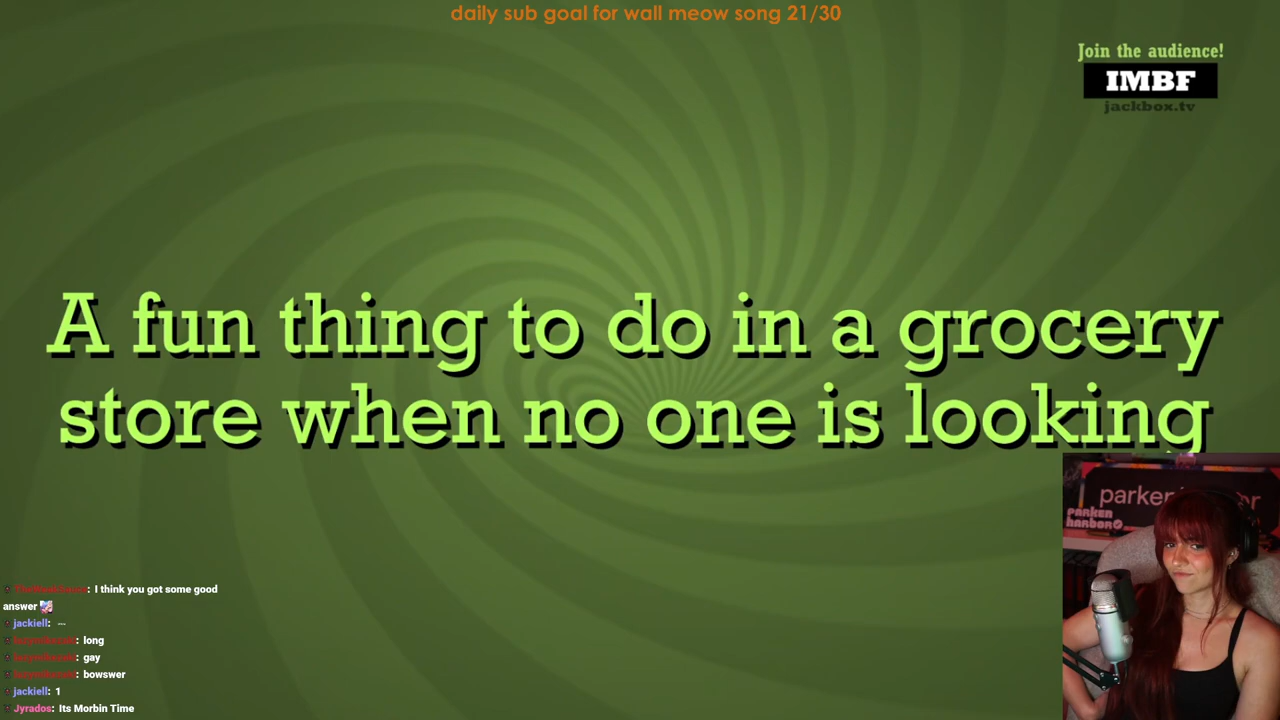 daily sub goal for wall meow song 21/30
Join the audience!
IMBF
jackbox.tv
A fun thing to do in a grocery
store when no one is looking
parker
PARKER
HARBOR
: I think you got some good
answer
jackiell: ---
: long
: gay
: bowswer
jackiell: 1
Jyrados: Its Morbin Time